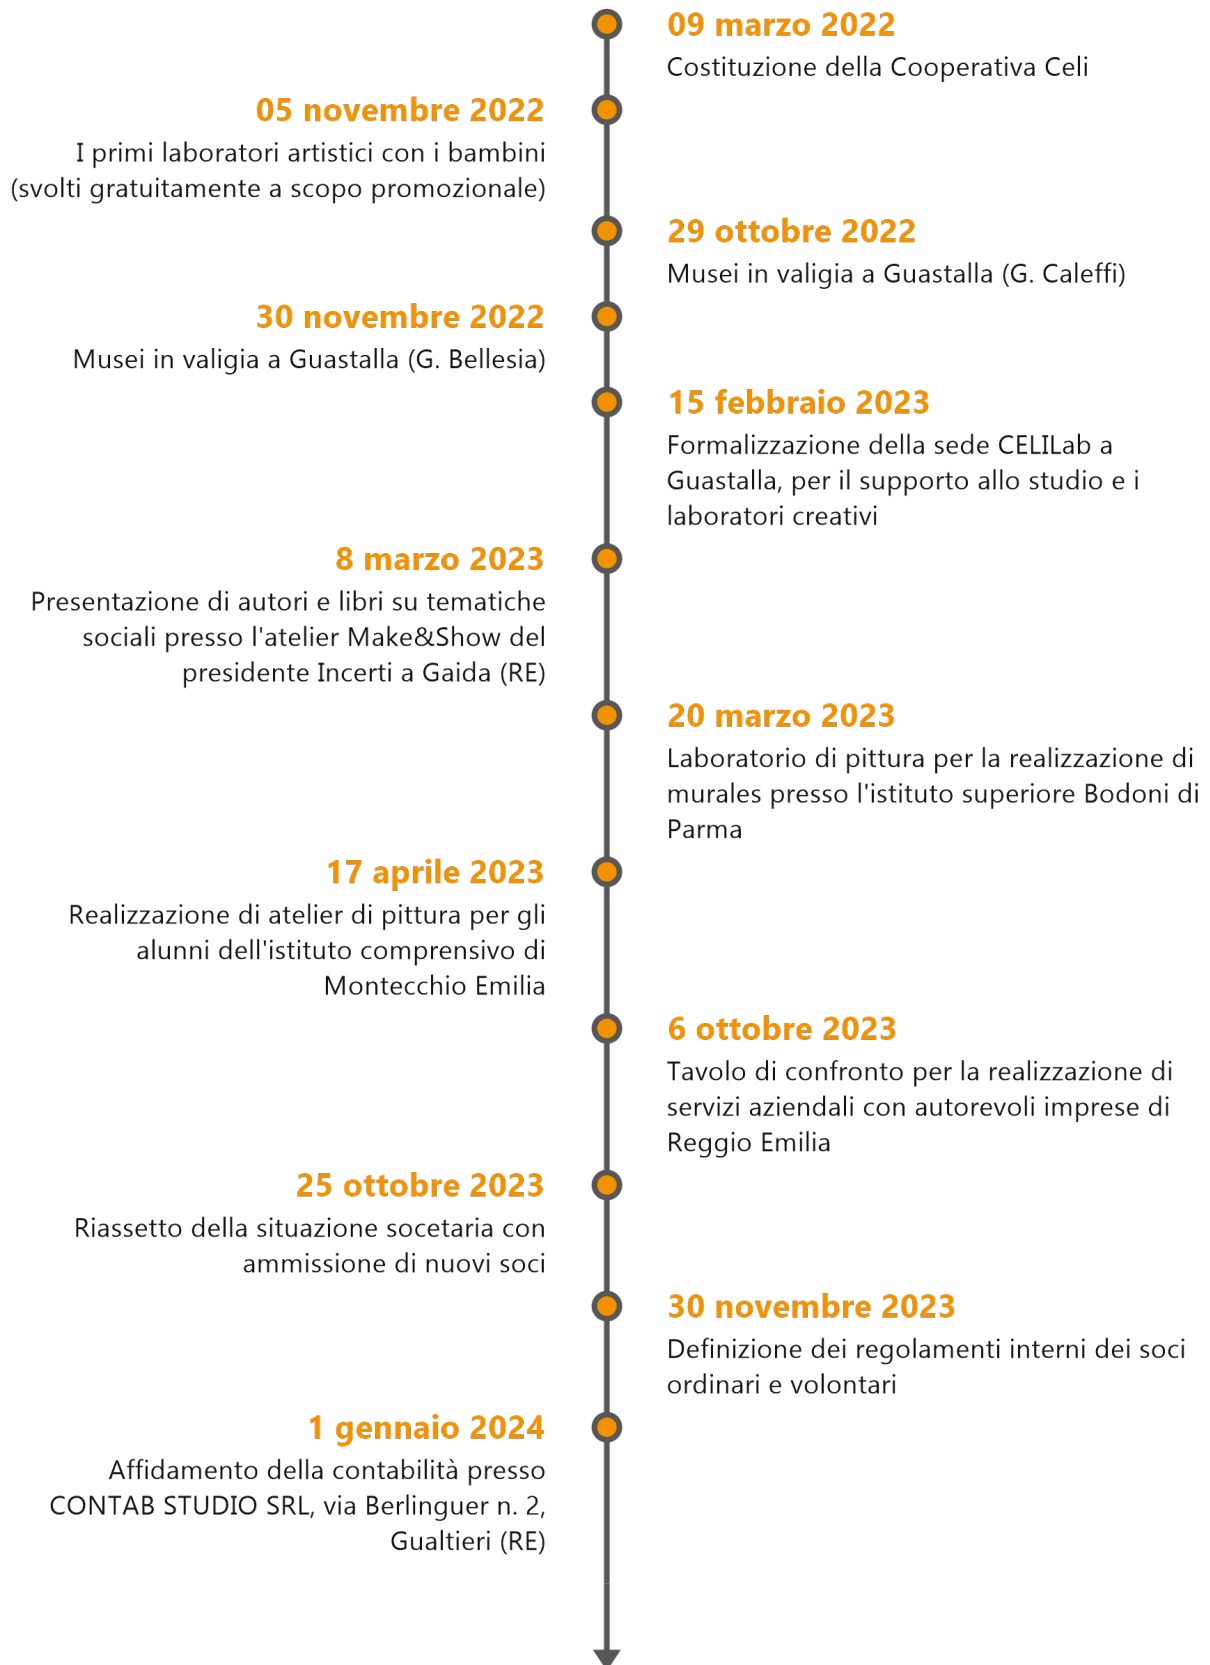 09 marzo 2022
Costituzione della Cooperativa Celi
05 novembre 2022
I primi laboratori artistici con i bambini
(svolti gratuitamente a scopo promozionale)
29 ottobre 2022
Musei in valigia a Guastalla (G. Caleffi)
30 novembre 2022
Musei in valigia a Guastalla (G. Bellesia)
15 febbraio 2023
Formalizzazione della sede CELILab a
Guastalla, per il supporto allo studio e i
laboratori creativi
8 marzo 2023
Presentazione di autori e libri su tematiche
sociali presso l'atelier Make&Show del
presidente Incerti a Gaida (RE)
20 marzo 2023
Laboratorio di pittura per la realizzazione di
murales presso l'istituto superiore Bodoni di
Parma
17 aprile 2023
Realizzazione di atelier di pittura per gli
alunni dell'istituto comprensivo di
Montecchio Emilia
6 ottobre 2023
Tavolo di confronto per la realizzazione di
servizi aziendali con autorevoli imprese di
Reggio Emilia
25 ottobre 2023
Riassetto della situazione socetaria con
ammissione di nuovi soci
30 novembre 2023
Definizione dei regolamenti interni dei soci
ordinari e volontari
1 gennaio 2024
Affidamento della contabilità presso
CONTAB STUDIO SRL, via Berlinguer n. 2,
Gualtieri (RE)